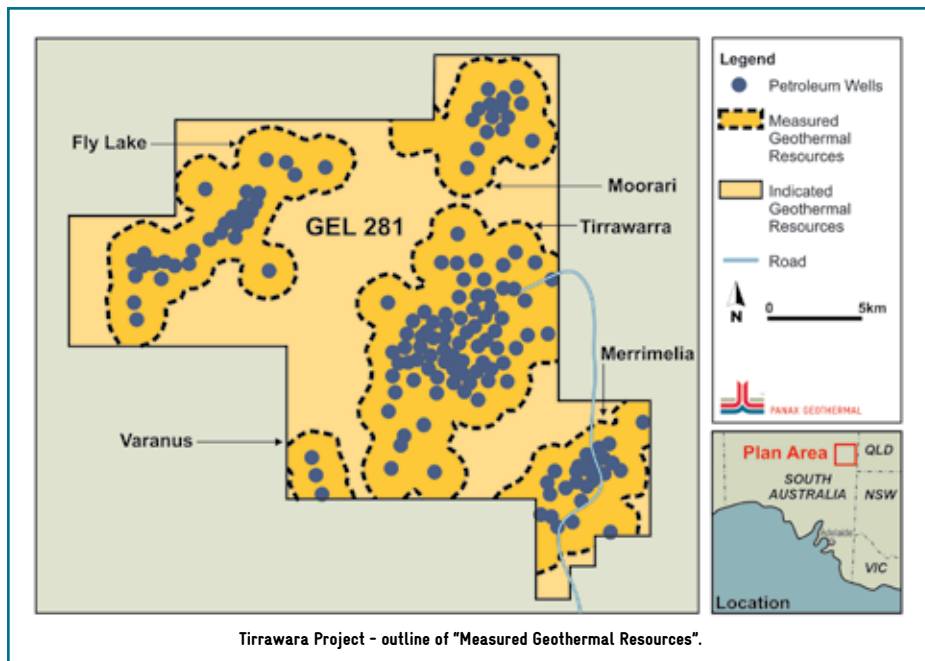 Fly Lake
GEL 281
Moorari
Tirrawarra
Merrimelia
Varanus
Legend
Petroleum Wells
Measured
Geothermal
Resources
Indicated
Geothermal
Resources
Road
N
0 5km
PANAX GEOTHERMAL
Plan Area
QLD
SOUTH
AUSTRALIA
NSW
Adelaide
VIC
Location
Tirrawara Project - outline of "Measured Geothermal Resources".